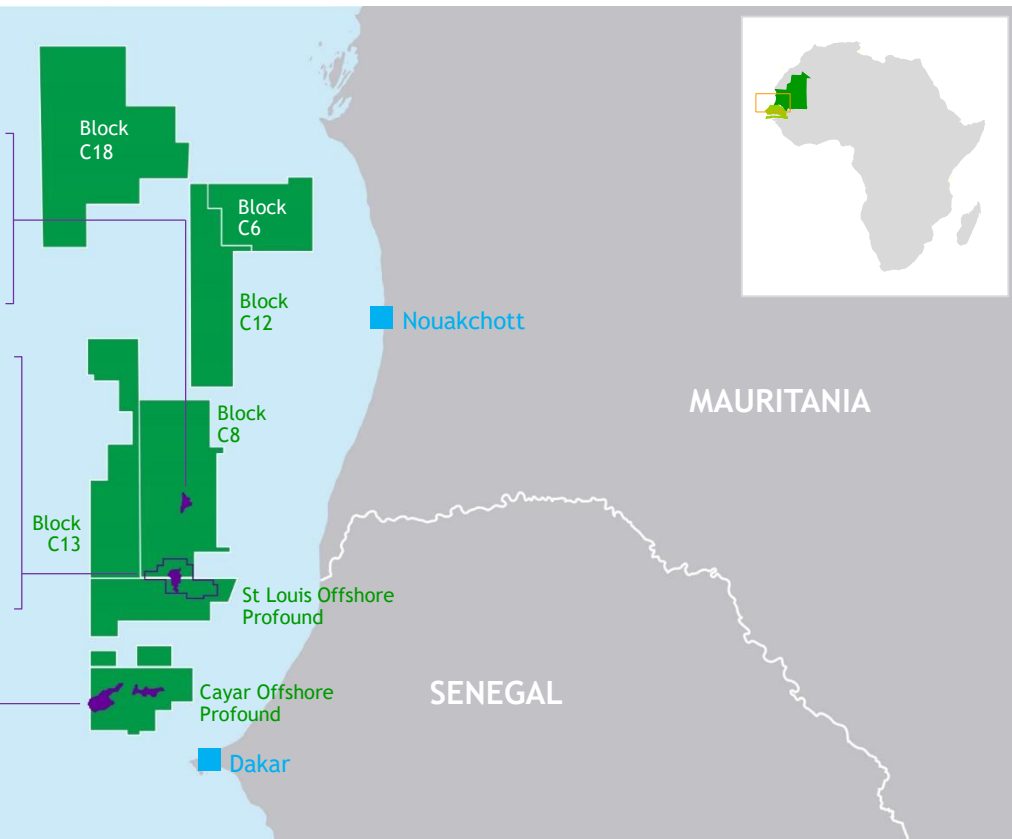 Block
C18
Block
C6
Block
C12
Nouakchott
MAURITANIA
Block
C8
Block
C13
St Louis Offshore
Profound
Cayar Offshore
Profound
SENEGAL
Dakar